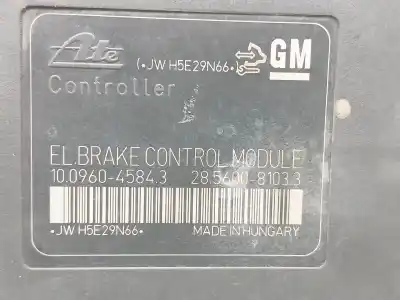 Ate
(.JW H5E29N66.)
GM
Controller
EL.BRAKE CONTROL MODULE
10.0960-4584.3 28.5600-8103.3
.JW H5E29N66.
MADE IN HUNGARY